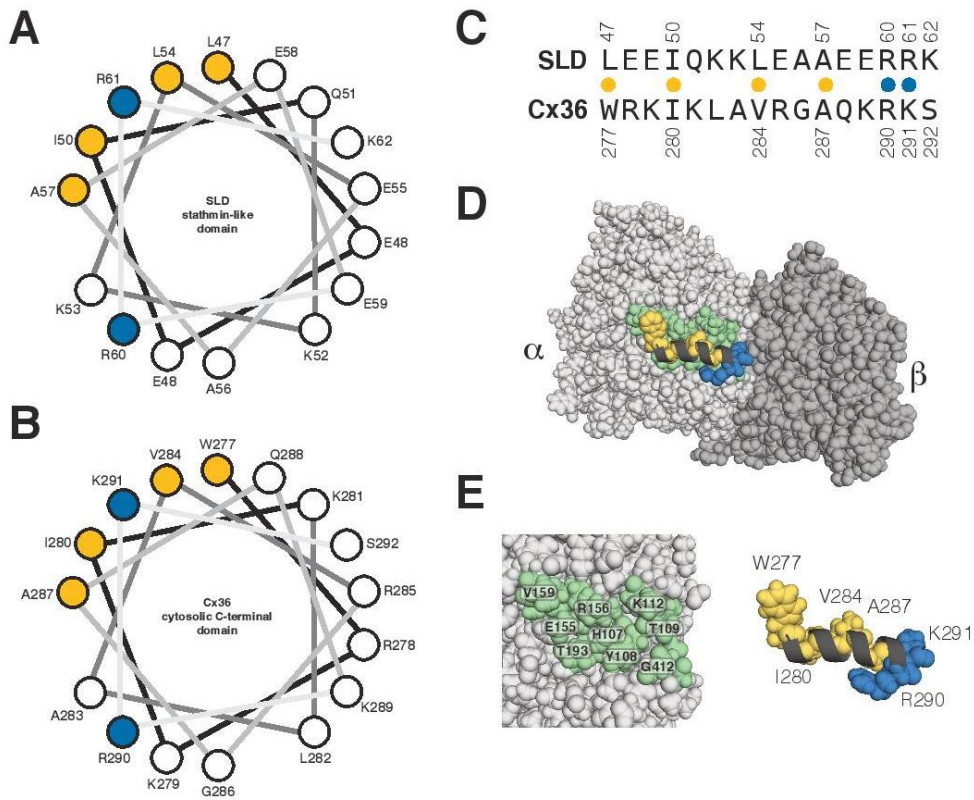 A
L54
L47
E58
R61
Q51
I50
K62
A57
E55
SLD
stathmin-like
domain
E48
K53
E59
R60
K52
E48
A56
B
V284
W277
Q288
K291
K281
I280
S292
A287
R285
Cx36
cytosolic C-terminal
domain
R278
A283
K289
R290
L282
K279
G286
C
47 50 54 57 60 61 62
SLD LEEIQKKLEAAEERRK
Cx36 WRKIKLAVRGAQKRKS
277 280 284 287 290 291 292
D
α
β
E
V159
R156
K112
E155
H107
T109
T193
Y108
G412
W277
V284
A287
K291
I280
R290